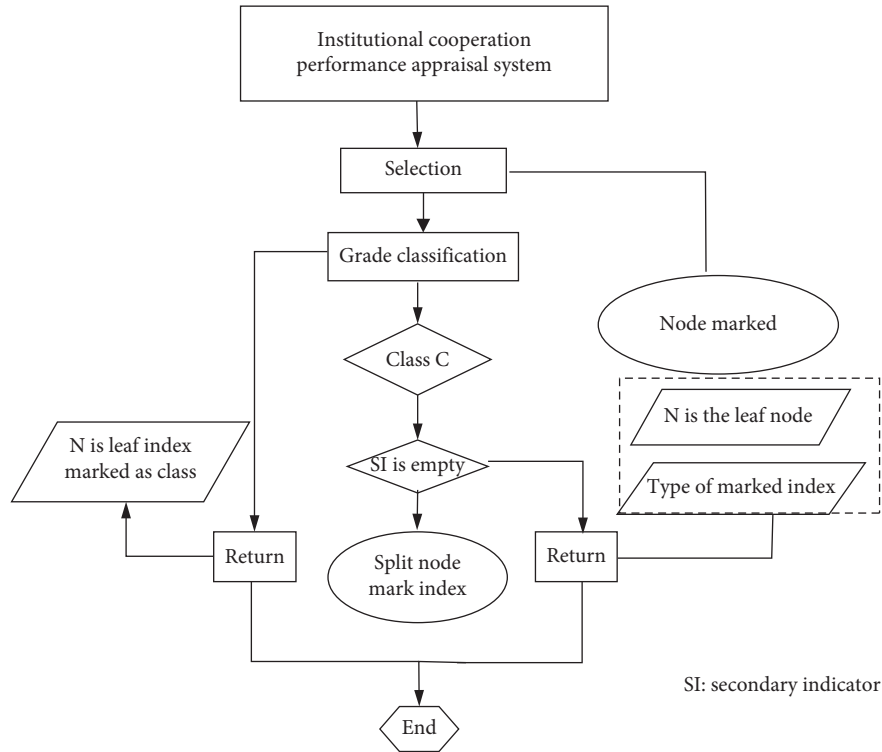 Institutional cooperation
performance appraisal system
Selection
Grade classification
Node marked
Class C
N is the leaf node
N is leaf index
marked as class
SI is empty
Type of marked index
Return
Split node
mark index
Return
SI: secondary indicator
End